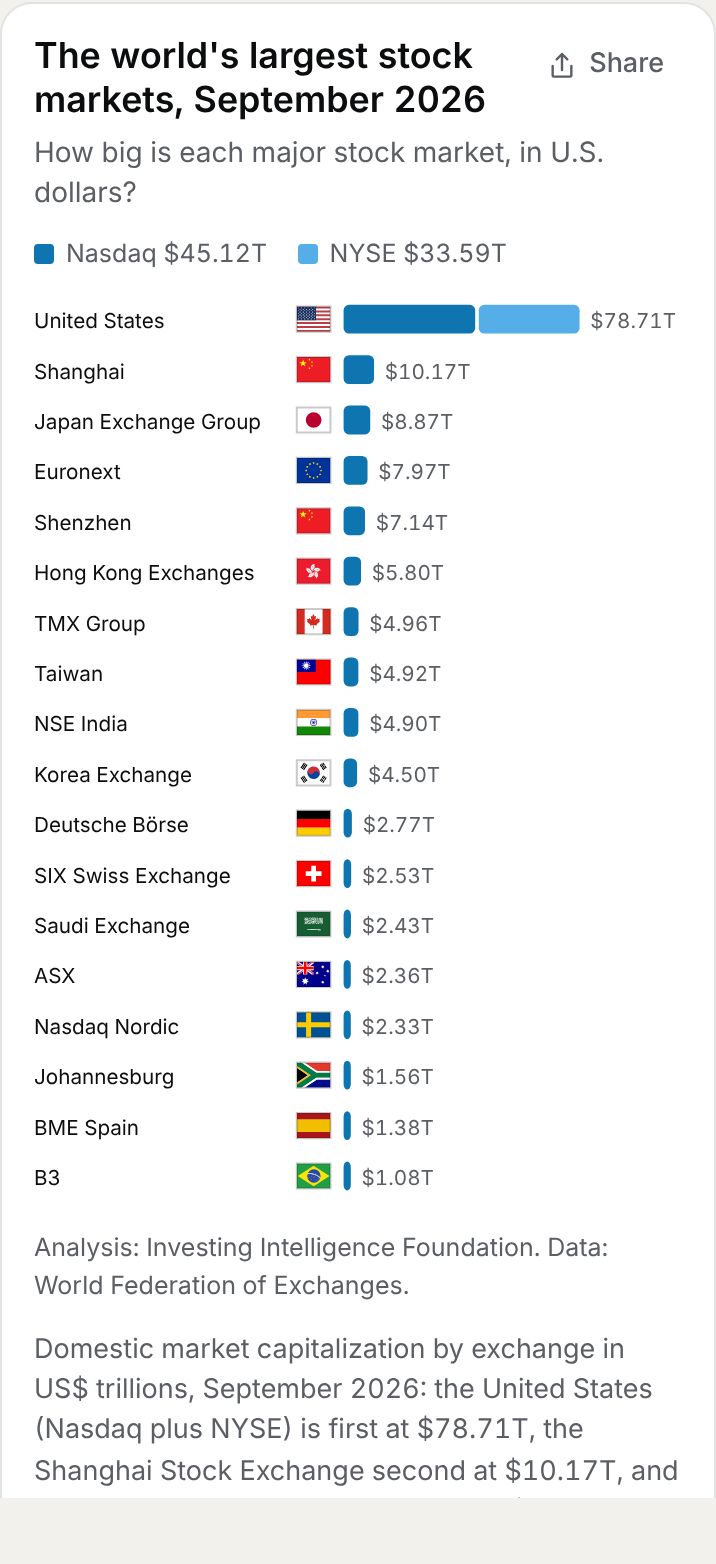 The world's largest stock
markets, September 2026
Share
How big is each major stock market, in U.S.
dollars?
Nasdaq $45.12T
NYSE $33.59T
United States $78.71T
Shanghai $10.17T
Japan Exchange Group $8.87T
Euronext $7.97T
Shenzhen $7.14T
Hong Kong Exchanges $5.80T
TMX Group $4.96T
Taiwan $4.92T
NSE India $4.90T
Korea Exchange $4.50T
Deutsche Börse $2.77T
SIX Swiss Exchange $2.53T
Saudi Exchange $2.43T
ASX $2.36T
Nasdaq Nordic $2.33T
Johannesburg $1.56T
BME Spain $1.38T
B3 $1.08T
Analysis: Investing Intelligence Foundation. Data:
World Federation of Exchanges.
Domestic market capitalization by exchange in
US$ trillions, September 2026: the United States
(Nasdaq plus NYSE) is first at $78.71T, the
Shanghai Stock Exchange second at $10.17T, and